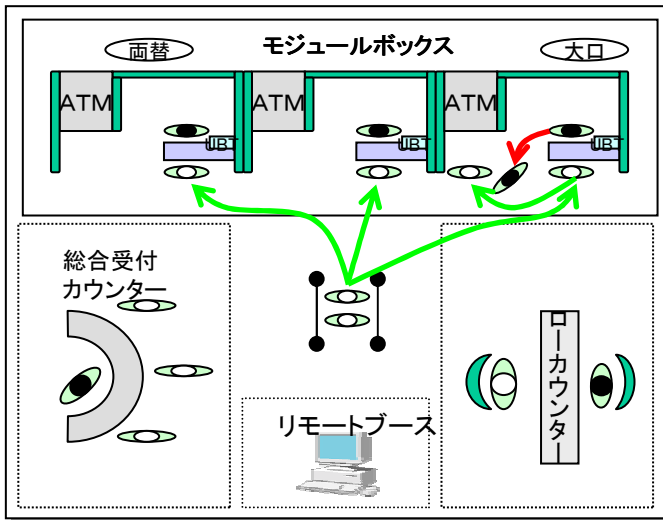 両替
モジュールボックス
大口
ATM
ATM
ATM
UBT
UBT
UBT
総合受付
カウンター
ローカウンター
リモートブース